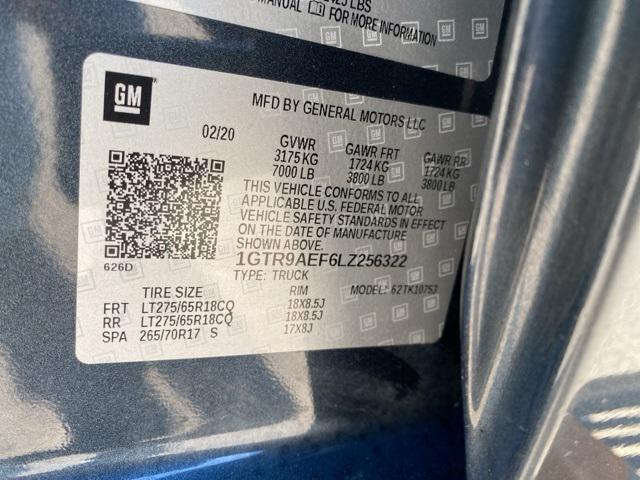 LBS
MANUAL FOR MORE INFORMATION
GM
MFD BY GENERAL MOTORS LLC
02/20
GVWR GAWR FRT GAWR RR
3175 KG 1724 KG 1724 KG
7000 LB 3800 LB 3800 LB
THIS VEHICLE CONFORMS TO ALL
APPLICABLE U.S. FEDERAL MOTOR
VEHICLE SAFETY STANDARDS IN EFFECT
ON THE DATE OF MANUFACTURE
SHOWN ABOVE.
626D
1GTR9AEF6LZ256322
TYPE: TRUCK
MODEL: 62TK10753
TIRE SIZE RIM
FRT LT275/65R18CQ 18X8.5J
RR LT275/65R18CQ 18X8.5J
SPA 265/70R17 S 17X8J